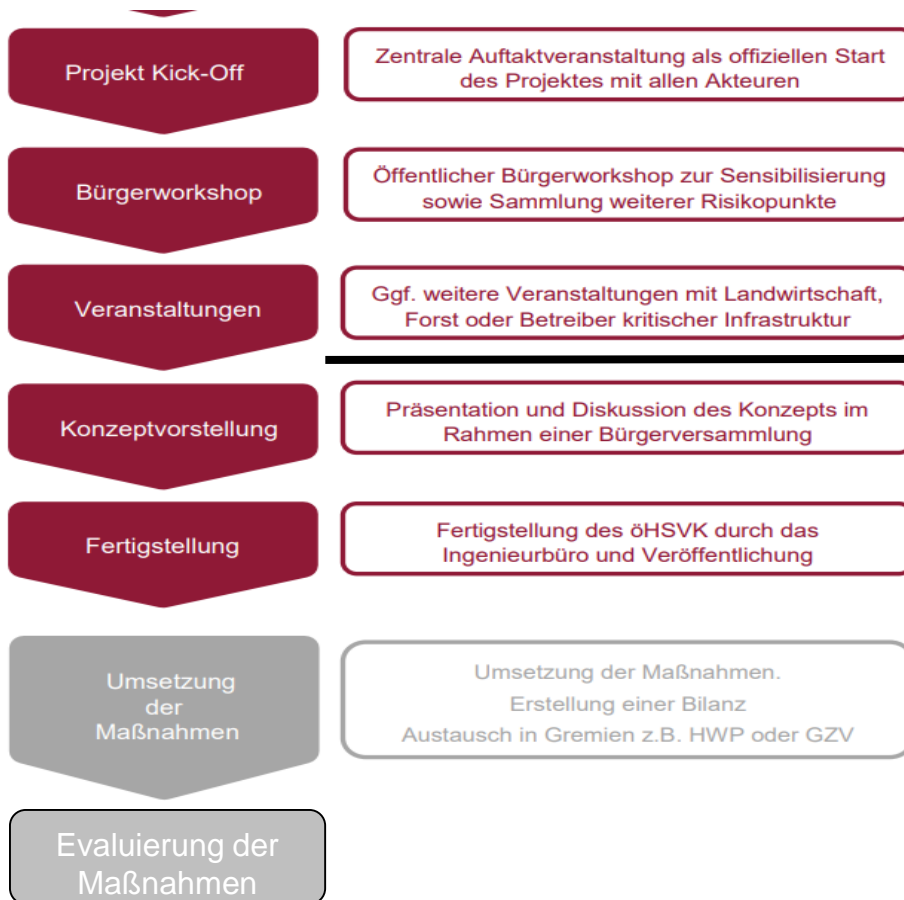 Projekt Kick-Off
Zentrale Auftaktveranstaltung als offiziellen Start
des Projektes mit allen Akteuren
Bürgerworkshop
Öffentlicher Bürgerworkshop zur Sensibilisierung
sowie Sammlung weiterer Risikopunkte
Veranstaltungen
Ggf. weitere Veranstaltungen mit Landwirtschaft,
Forst oder Betreiber kritischer Infrastruktur
Konzeptvorstellung
Präsentation und Diskussion des Konzepts im
Rahmen einer Bürgerversammlung
Fertigstellung
Fertigstellung des öHSVK durch das
Ingenieurbüro und Veröffentlichung
Umsetzung
der
Maßnahmen
Umsetzung der Maßnahmen.
Erstellung einer Bilanz
Austausch in Gremien z.B. HWP oder GZV
Evaluierung der
Maßnahmen